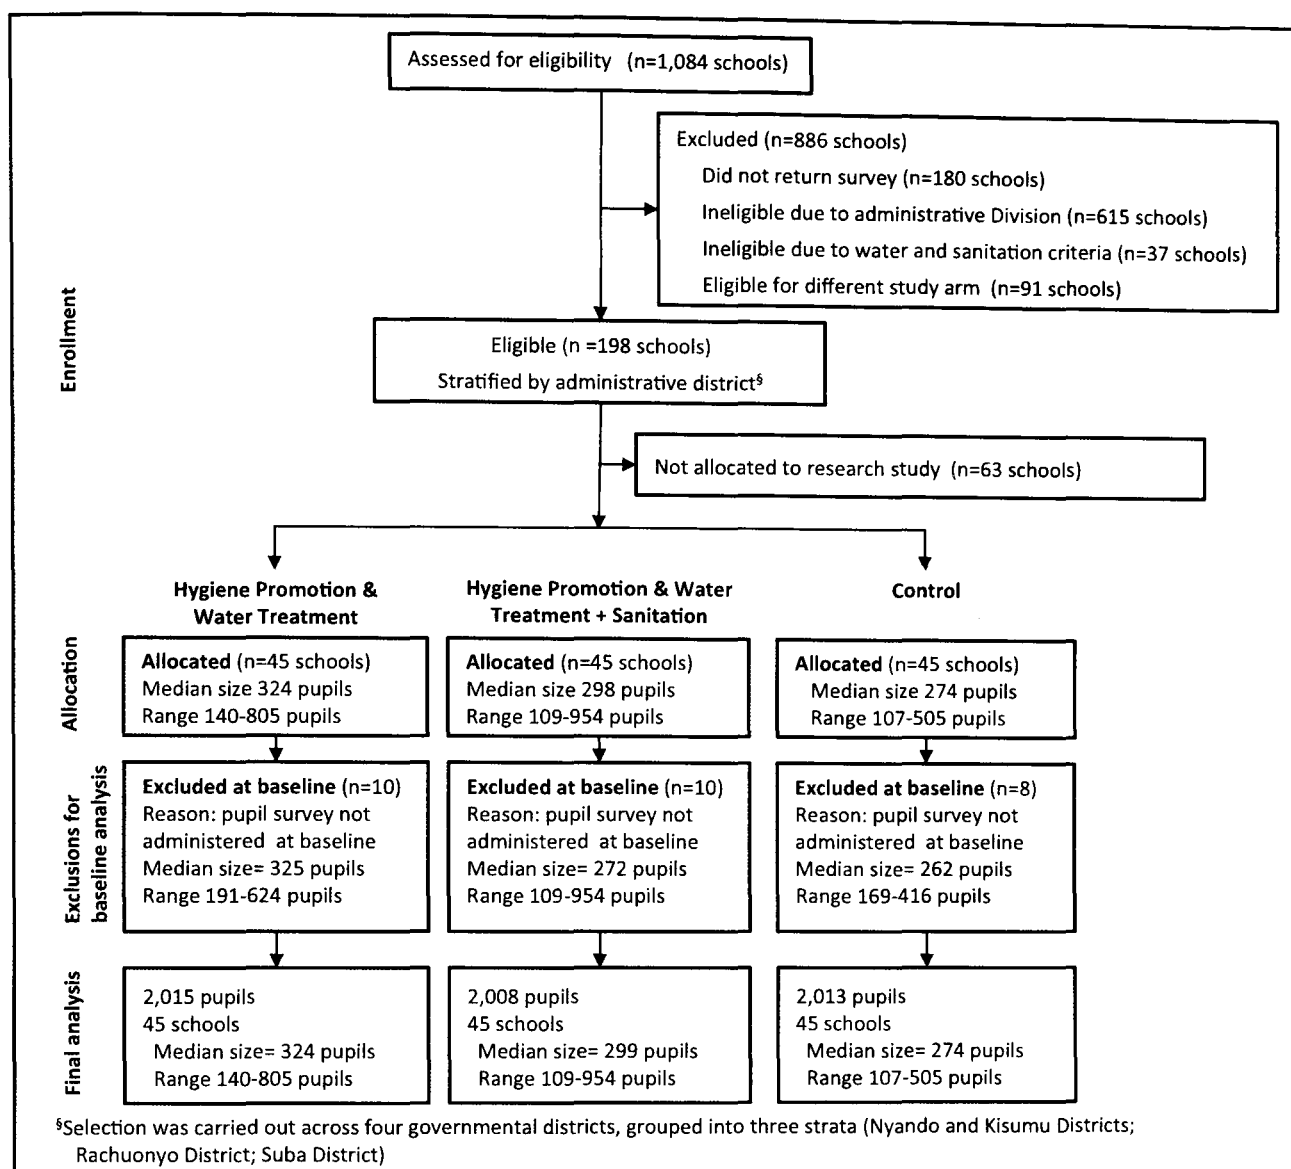 Assessed for eligibility (n=1,084 schools)
Excluded (n=886 schools)
Did not return survey (n=180 schools)
Ineligible due to administrative Division (n=615 schools)
Ineligible due to water and sanitation criteria (n=37 schools)
Eligible for different study arm (n=91 schools)
Enrollment
Eligible (n =198 schools)
Stratified by administrative district§
Not allocated to research study (n=63 schools)
Hygiene Promotion &
Water Treatment
Hygiene Promotion & Water
Treatment + Sanitation
Control
Allocation
Allocated (n=45 schools)
Median size 324 pupils
Range 140-805 pupils
Allocated (n=45 schools)
Median size 298 pupils
Range 109-954 pupils
Allocated (n=45 schools)
Median size 274 pupils
Range 107-505 pupils
Exclusions for
baseline analysis
Excluded at baseline (n=10)
Reason: pupil survey not
administered at baseline
Median size= 325 pupils
Range 191-624 pupils
Excluded at baseline (n=10)
Reason: pupil survey not
administered at baseline
Median size= 272 pupils
Range 109-954 pupils
Excluded at baseline (n=8)
Reason: pupil survey not
administered at baseline
Median size= 262 pupils
Range 169-416 pupils
Final analysis
2,015 pupils
45 schools
Median size= 324 pupils
Range 140-805 pupils
2,008 pupils
45 schools
Median size= 299 pupils
Range 109-954 pupils
2,013 pupils
45 schools
Median size= 274 pupils
Range 107-505 pupils
§Selection was carried out across four governmental districts, grouped into three strata (Nyando and Kisumu Districts;
Rachuonyo District; Suba District)